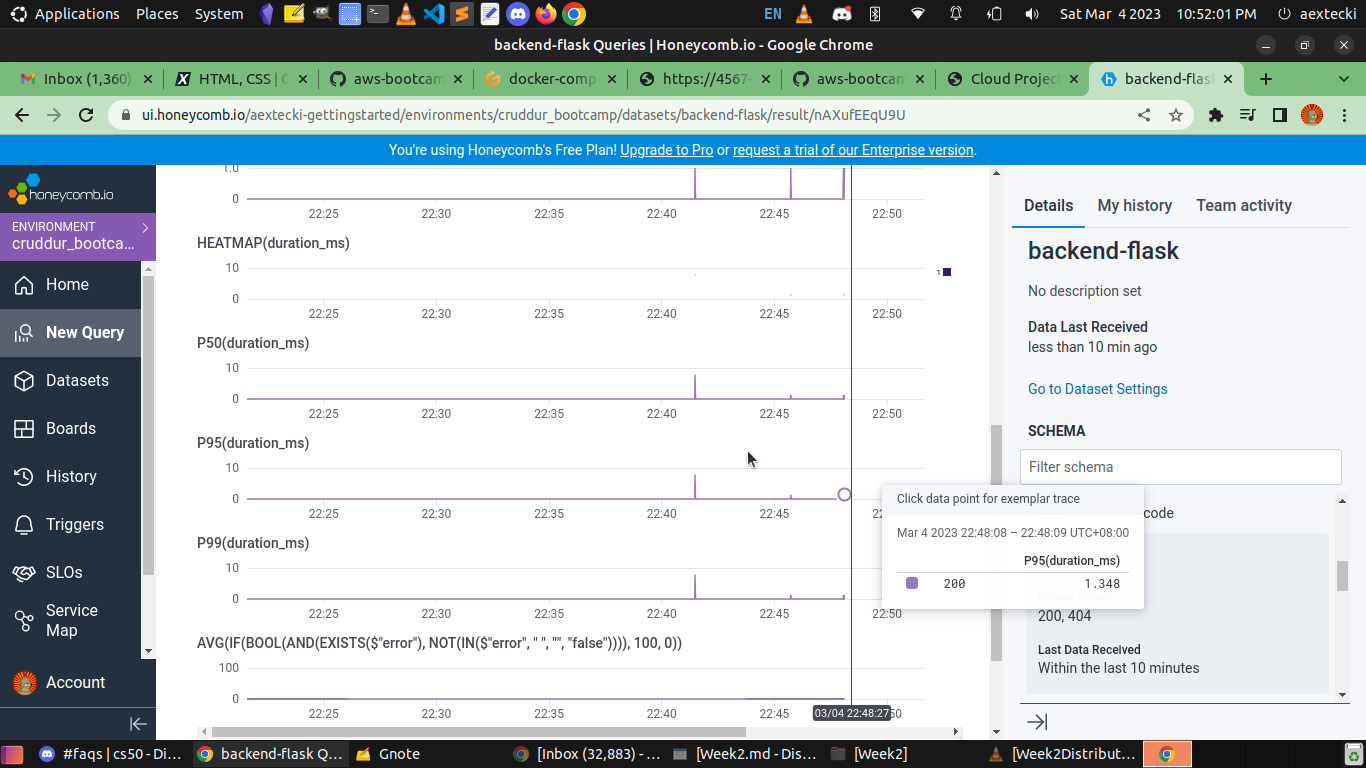 Applications Places System EN Sat Mar 4 2023 10:52:01 PM aextecki
backend-flask Queries | Honeycomb.io - Google Chrome
Inbox (1,360) HTML, CSS | aws-bootcam docker-comp https://4567- aws-bootcam Cloud Projec backend-flas
ui.honeycomb.io/aextecki-gettingstarted/environments/cruddur_bootcamp/datasets/backend-flask/result/nAXufEEqU9U
You're using Honeycomb's Free Plan! Upgrade to Pro or request a trial of our Enterprise version.
honeycomb.io
ENVIRONMENT
cruddur_bootca...
Home
New Query
Datasets
Boards
History
Triggers
SLOs
Service
Map
Account
1.0
0
22:25 22:30 22:35 22:40 22:45 22:50
HEATMAP(duration_ms)
10
0
1
22:25 22:30 22:35 22:40 22:45 22:50
P50(duration_ms)
10
0
22:25 22:30 22:35 22:40 22:45 22:50
P95(duration_ms)
10
0
22:25 22:30 22:35 22:40 22:45
P99(duration_ms)
10
0
22:25 22:30 22:35 22:40 22:45 22:50
AVG(IF(BOOL(AND(EXISTS($"error"), NOT(IN($"error", " ", "", "false")))), 100, 0))
100
0
22:25 22:30 22:35 22:40 22:45 03/04 22:48:27 50
Click data point for exemplar trace
Mar 4 2023 22:48:08 – 22:48:09 UTC+08:00
P95(duration_ms)
200 1.348
Details My history Team activity
backend-flask
No description set
Data Last Received
less than 10 min ago
Go to Dataset Settings
SCHEMA
Filter schema
code
200, 404
Last Data Received
Within the last 10 minutes
#faqs | cs50 - Di... backend-flask Q... Gnote [Inbox (32,883) - ... [Week2.md - Dis... [Week2] [Week2Distribut...